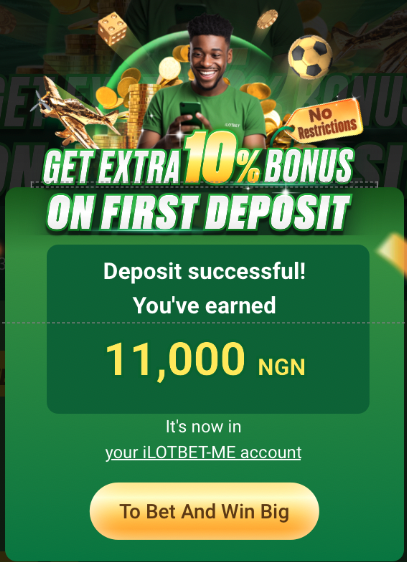 No
Restrictions
GET EXTRA 10% BONUS
ON FIRST DEPOSIT
Deposit successful!
You've earned
11,000 NGN
It's now in
your iLOTBET-ME account
To Bet And Win Big